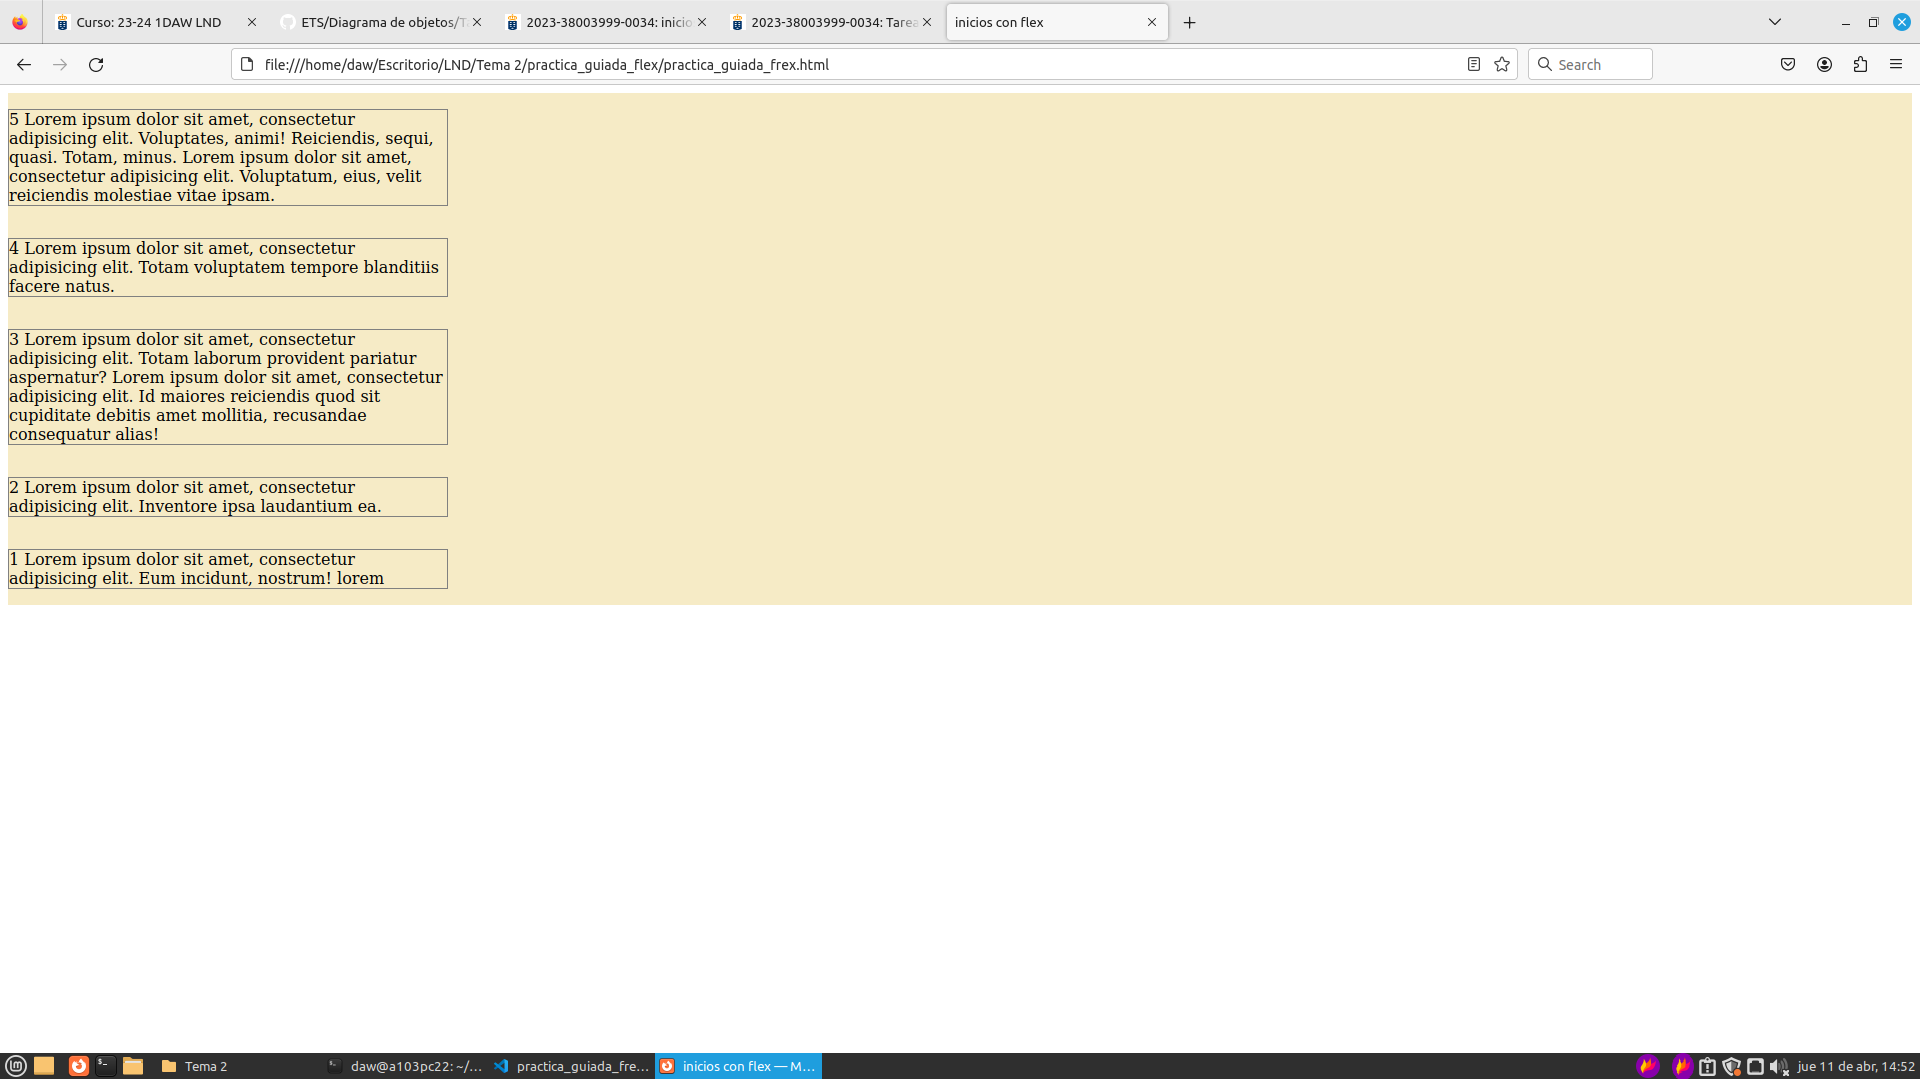 Curso: 23-24 1DAW LND
ETS/Diagrama de objetos/T
2023-38003999-0034: inicio
2023-38003999-0034: Tarea
inicios con flex
file:///home/daw/Escritorio/LND/Tema 2/practica_guiada_flex/practica_guiada_frex.html
Search
5 Lorem ipsum dolor sit amet, consectetur
adipisicing elit. Voluptates, animi! Reiciendis, sequi,
quasi. Totam, minus. Lorem ipsum dolor sit amet,
consectetur adipisicing elit. Voluptatum, eius, velit
reiciendis molestiae vitae ipsam.
4 Lorem ipsum dolor sit amet, consectetur
adipisicing elit. Totam voluptatem tempore blanditiis
facere natus.
3 Lorem ipsum dolor sit amet, consectetur
adipisicing elit. Totam laborum provident pariatur
aspernatur? Lorem ipsum dolor sit amet, consectetur
adipisicing elit. Id maiores reiciendis quod sit
cupiditate debitis amet mollitia, recusandae
consequatur alias!
2 Lorem ipsum dolor sit amet, consectetur
adipisicing elit. Inventore ipsa laudantium ea.
1 Lorem ipsum dolor sit amet, consectetur
adipisicing elit. Eum incidunt, nostrum! lorem
Tema 2
daw@a103pc22: ~/...
practica_guiada_fre...
inicios con flex — M...
jue 11 de abr, 14:52